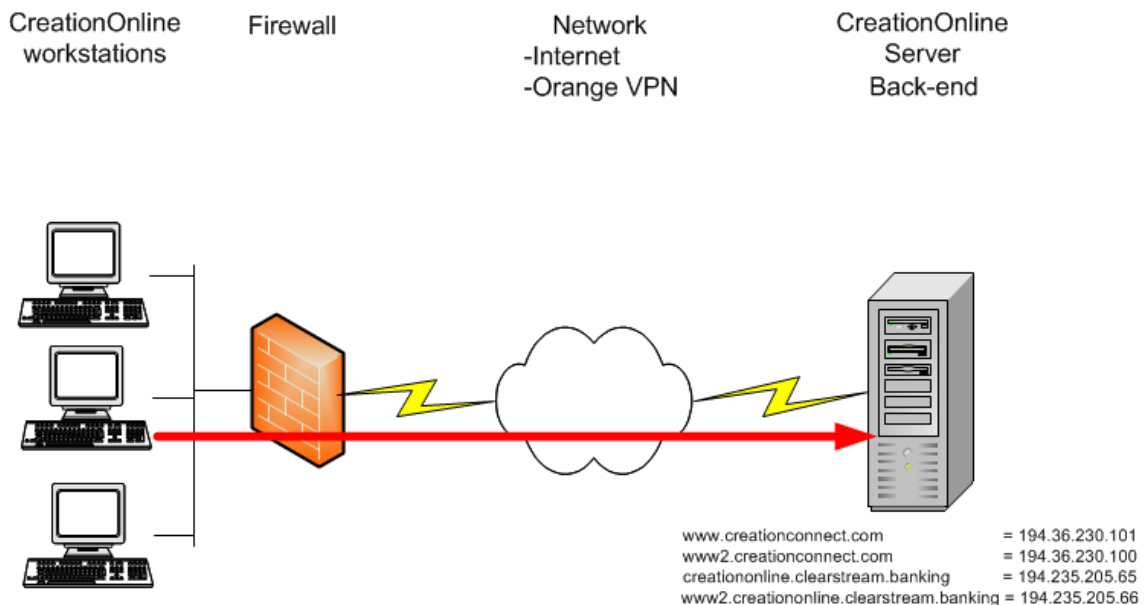 CreationOnline
workstations
Firewall
Network
-Internet
-Orange VPN
CreationOnline
Server
Back-end
www.creationconnect.com = 194.36.230.101
www2.creationconnect.com = 194.36.230.100
creationonline.clearstream.banking = 194.235.205.65
www2.creationonline.clearstream.banking = 194.235.205.66